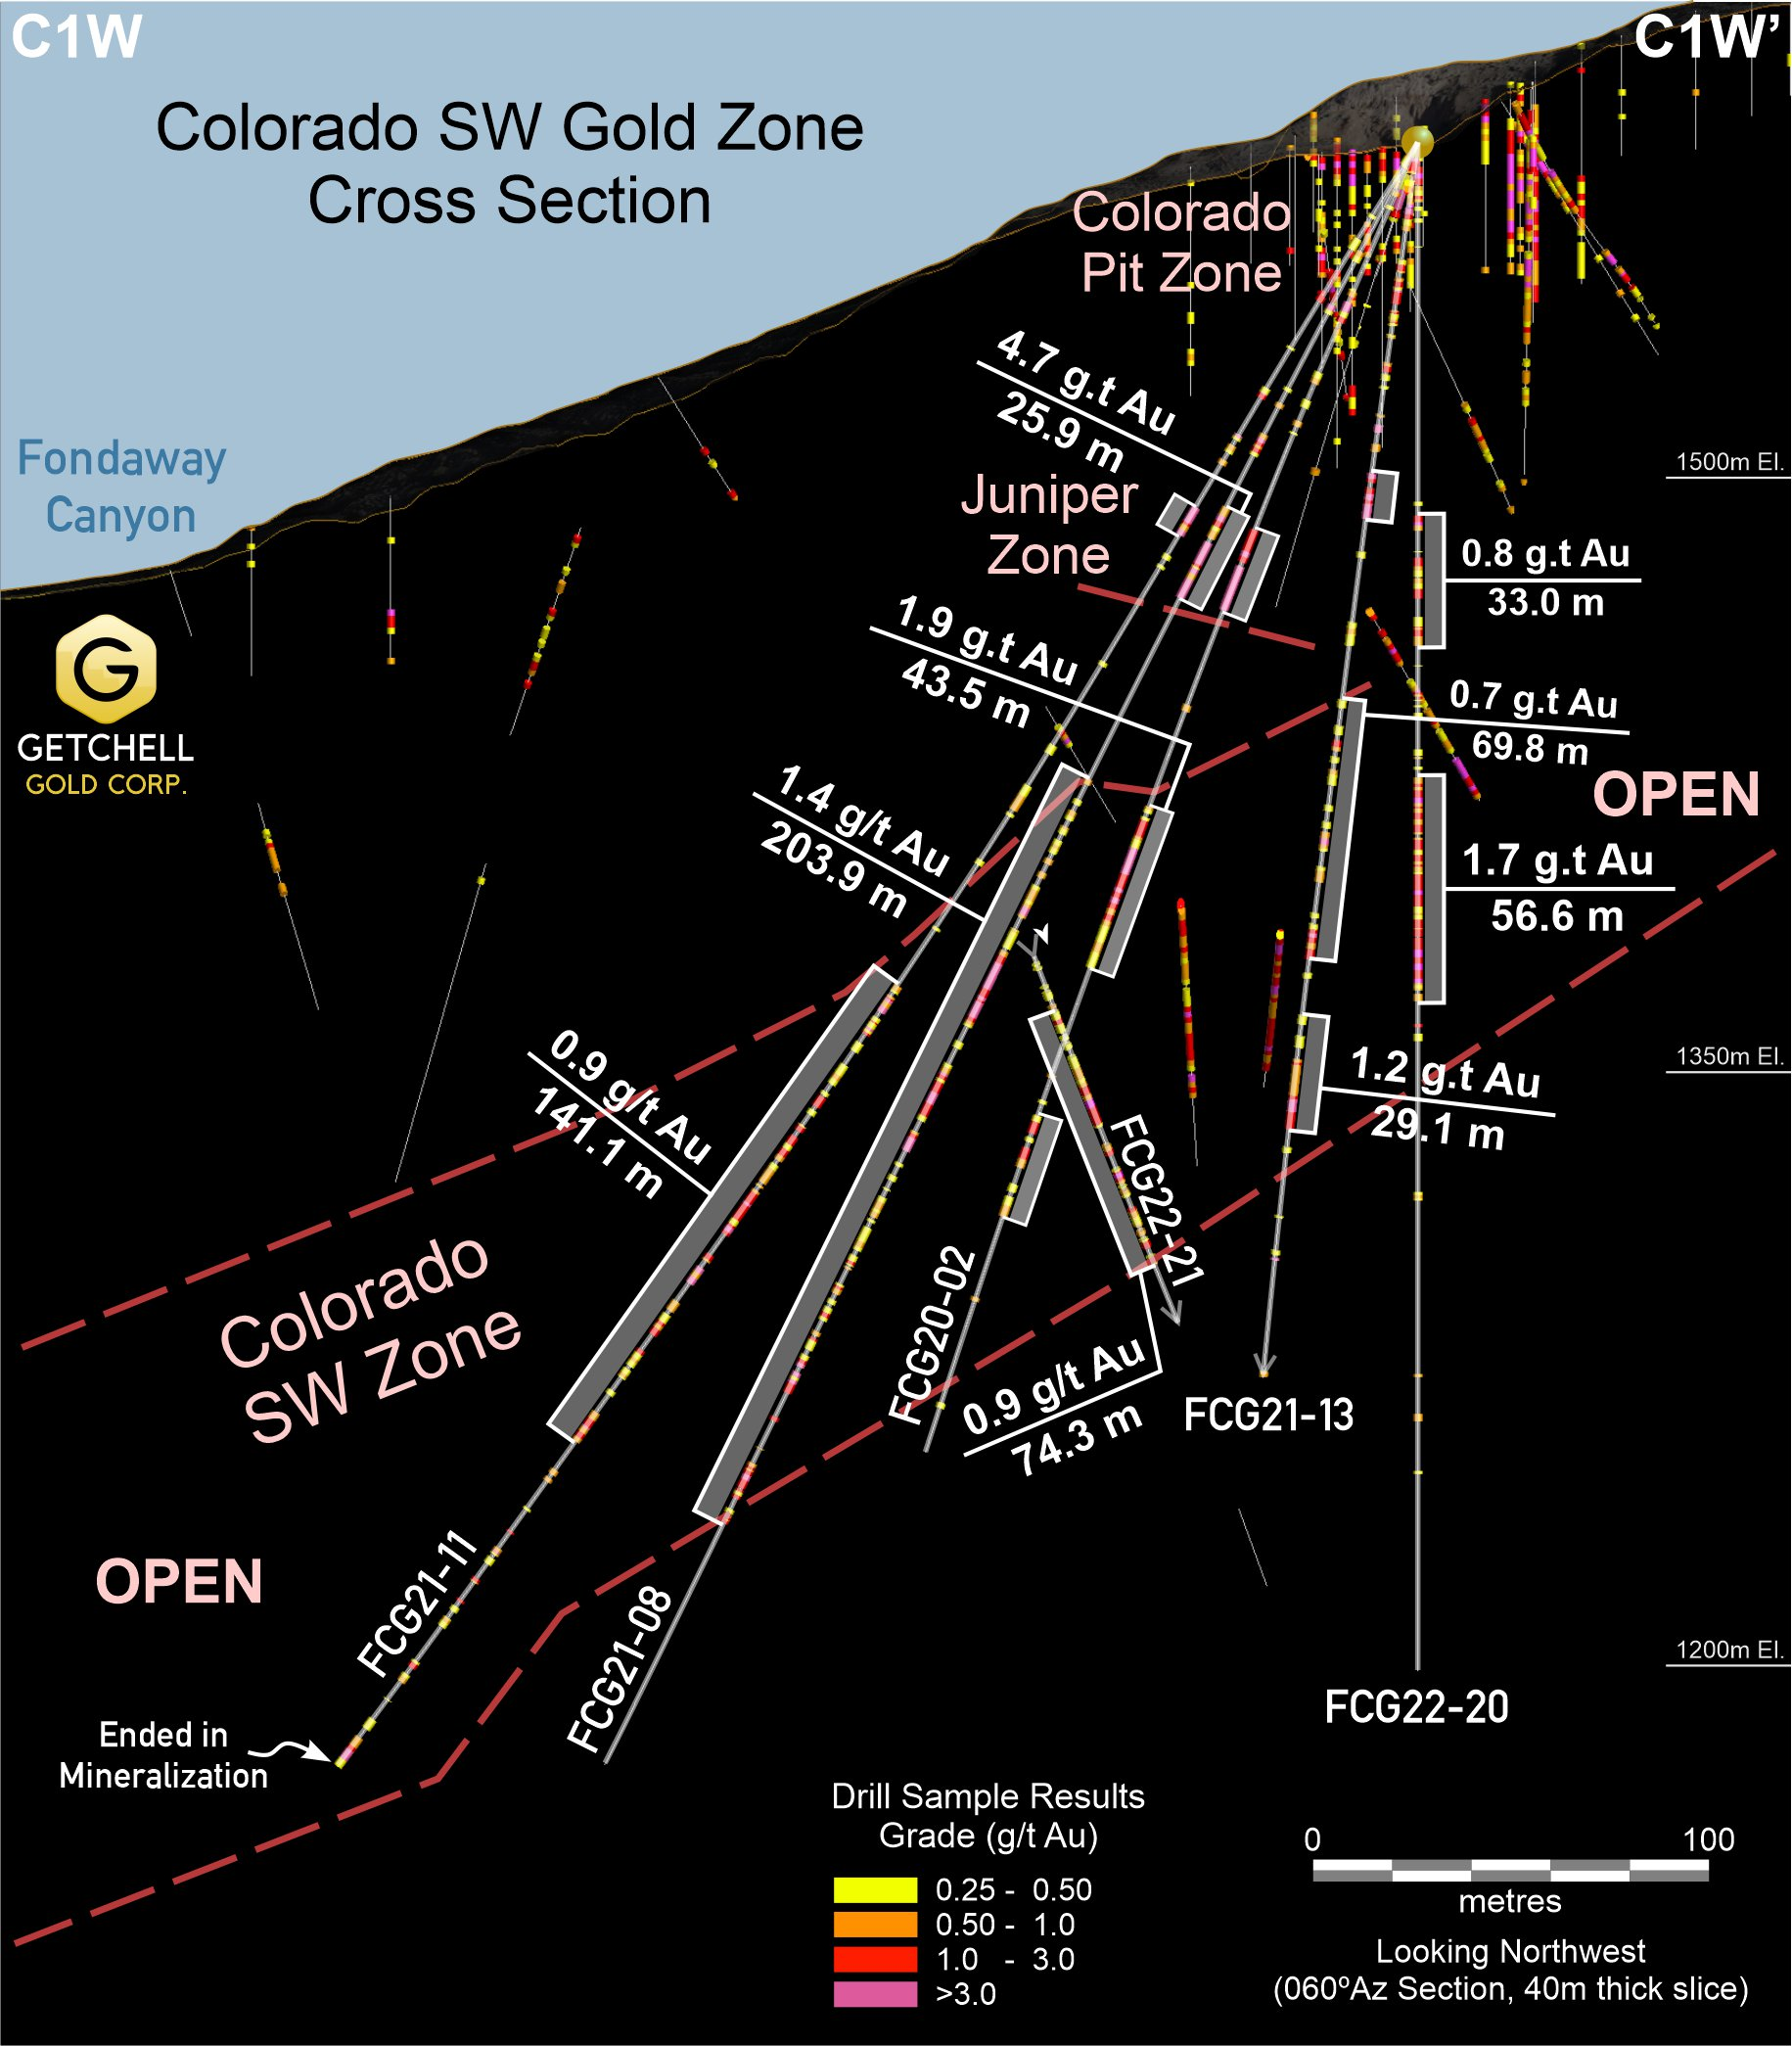 C1W
C1W’
Colorado SW Gold Zone
Cross Section
Colorado
Pit Zone
4.7 g.t Au
25.9 m
Fondaway
Canyon
1500m El.
Juniper
Zone
0.8 g.t Au
33.0 m
1.9 g.t Au
43.5 m
G
GETCHELL
GOLD CORP.
0.7 g.t Au
69.8 m
OPEN
1.4 g/t Au
203.9 m
1.7 g.t Au
56.6 m
0.9 g/t Au
141.1 m
1350m El.
1.2 g.t Au
29.1 m
FCG22-21
Colorado
SW Zone
FCG20-02
0.9 g/t Au
74.3 m
FCG21-13
OPEN
FCG21-11
FCG21-08
1200m El.
FCG22-20
Ended in
Mineralization
Drill Sample Results
Grade (g/t Au)
0.25 - 0.50
0.50 - 1.0
1.0 - 3.0
>3.0
0 100
metres
Looking Northwest
(060ºAz Section, 40m thick slice)